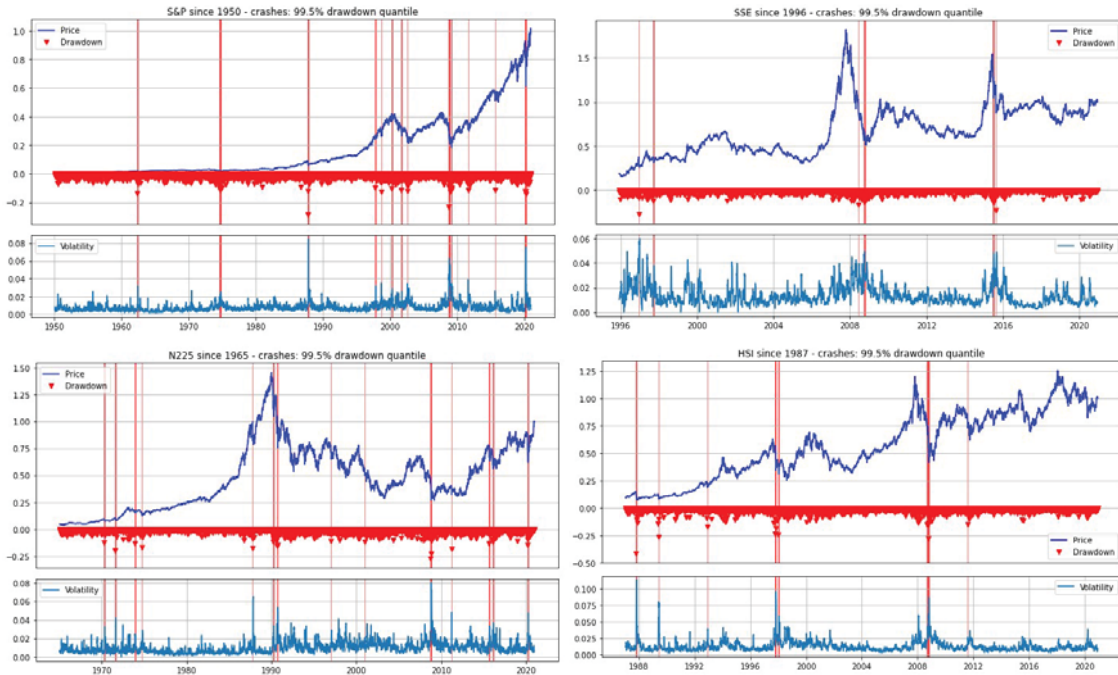 S&P since 1950 - crashes: 99.5% drawdown quantile
Price
Drawdown
1.0
0.8
0.6
0.4
0.2
0.0
−0.2
Volatility
0.08
0.06
0.04
0.02
0.00
1950 1960 1970 1980 1990 2000 2010 2020
SSE since 1996 - crashes: 99.5% drawdown quantile
Price
Drawdown
1.5
1.0
0.5
0.0
Volatility
0.06
0.04
0.02
0.00
1996 2000 2004 2008 2012 2016 2020
N225 since 1965 - crashes: 99.5% drawdown quantile
Price
Drawdown
1.50
1.25
1.00
0.75
0.50
0.25
0.00
−0.25
Volatility
0.08
0.06
0.04
0.02
0.00
1970 1980 1990 2000 2010 2020
HSI since 1987 - crashes: 99.5% drawdown quantile
1.25
1.00
0.75
0.50
0.25
0.00
−0.25
−0.50
Price
Drawdown
Volatility
0.100
0.075
0.050
0.025
0.000
1988 1992 1996 2000 2004 2008 2012 2016 2020